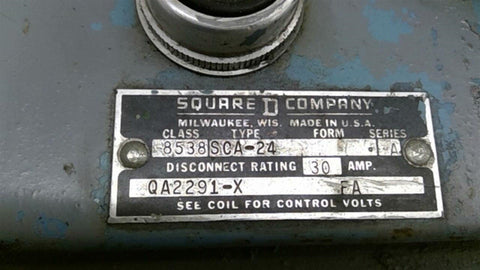 SQUARE D COMPANY
MILWAUKEE, WIS. MADE IN U.S.A.
CLASS TYPE FORM SERIES
8538 SCA-24 A
DISCONNECT RATING 30 AMP.
QA2291-X FA
SEE COIL FOR CONTROL VOLTS